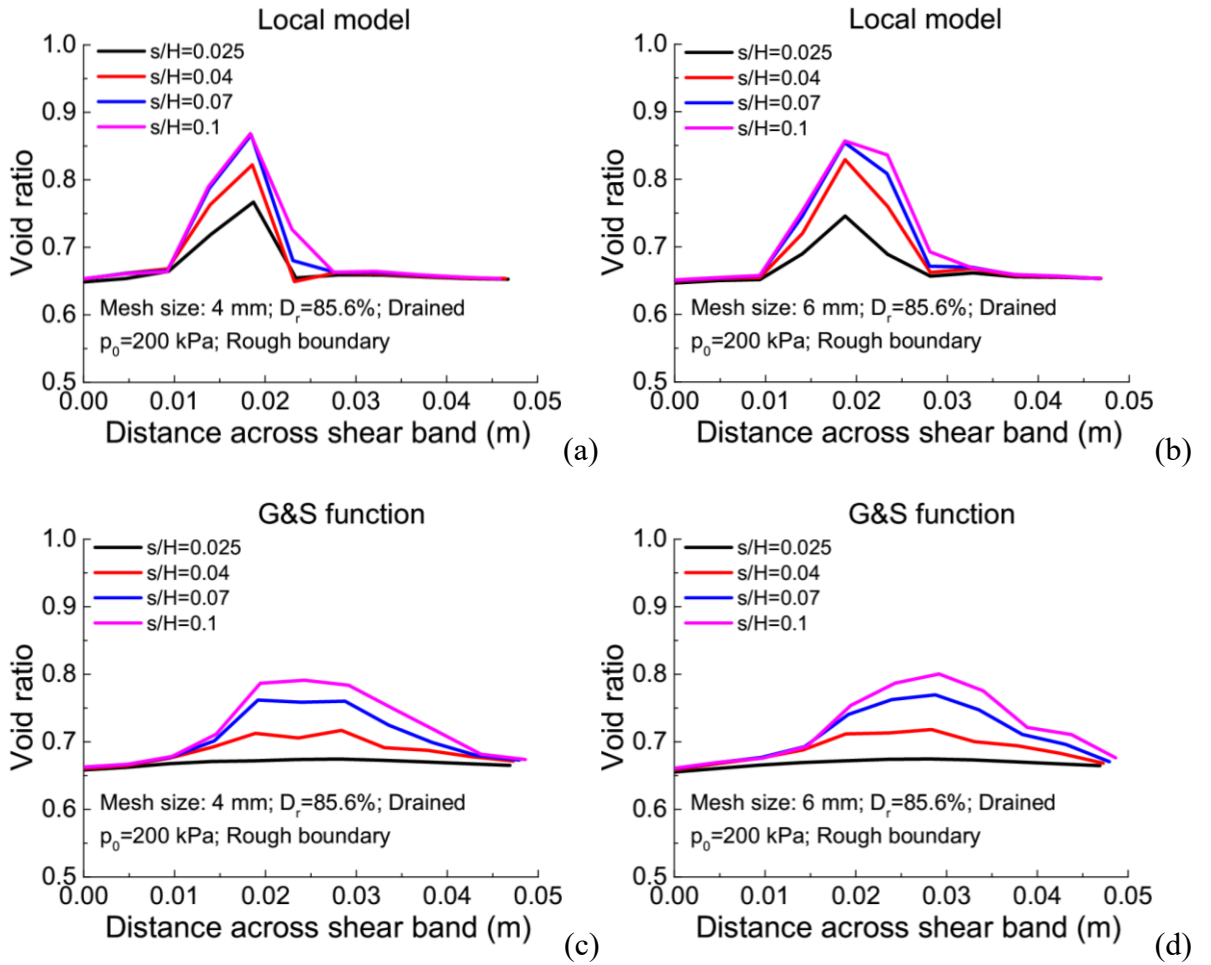 Local model
1.0
s/H=0.025
s/H=0.04
s/H=0.07
s/H=0.1
0.9
0.8
0.7
0.6
0.5
Void ratio
Mesh size: 4 mm; Dr=85.6%; Drained
p0=200 kPa; Rough boundary
0.00 0.01 0.02 0.03 0.04 0.05
Distance across shear band (m)
(a)
Local model
1.0
s/H=0.025
s/H=0.04
s/H=0.07
s/H=0.1
0.9
0.8
0.7
0.6
0.5
Void ratio
Mesh size: 6 mm; Dr=85.6%; Drained
p0=200 kPa; Rough boundary
0.00 0.01 0.02 0.03 0.04 0.05
Distance across shear band (m)
(b)
G&S function
1.0
s/H=0.025
s/H=0.04
s/H=0.07
s/H=0.1
0.9
0.8
0.7
0.6
0.5
Void ratio
Mesh size: 4 mm; Dr=85.6%; Drained
p0=200 kPa; Rough boundary
0.00 0.01 0.02 0.03 0.04 0.05
Distance across shear band (m)
(c)
G&S function
1.0
s/H=0.025
s/H=0.04
s/H=0.07
s/H=0.1
0.9
0.8
0.7
0.6
0.5
Void ratio
Mesh size: 6 mm; Dr=85.6%; Drained
p0=200 kPa; Rough boundary
0.00 0.01 0.02 0.03 0.04 0.05
Distance across shear band (m)
(d)